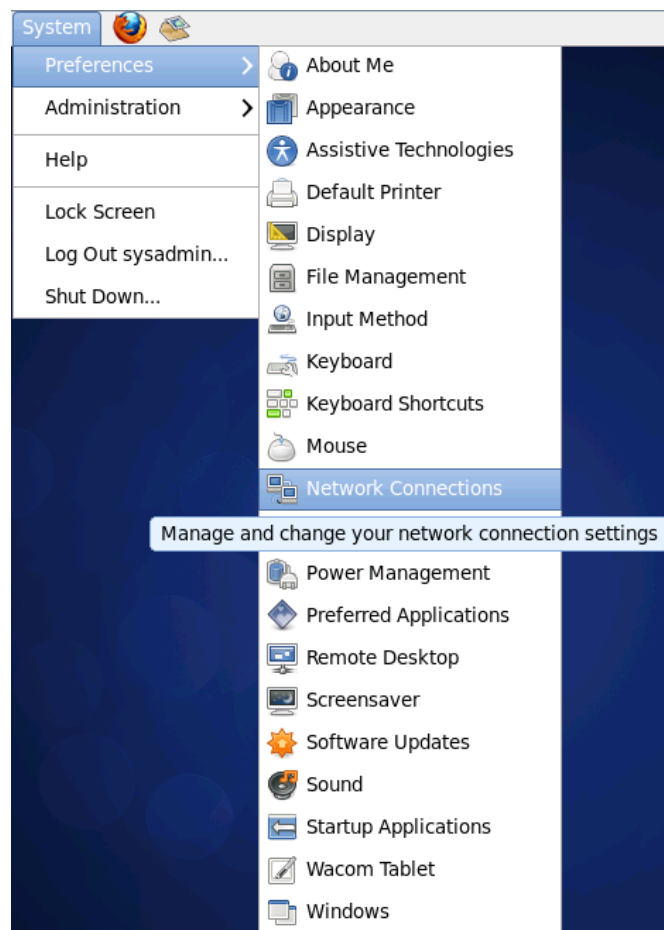 System
Preferences
Administration
Help
Lock Screen
Log Out sysadmin...
Shut Down...
About Me
Appearance
Assistive Technologies
Default Printer
Display
File Management
Input Method
Keyboard
Keyboard Shortcuts
Mouse
Network Connections
Manage and change your network connection settings
Power Management
Preferred Applications
Remote Desktop
Screensaver
Software Updates
Sound
Startup Applications
Wacom Tablet
Windows